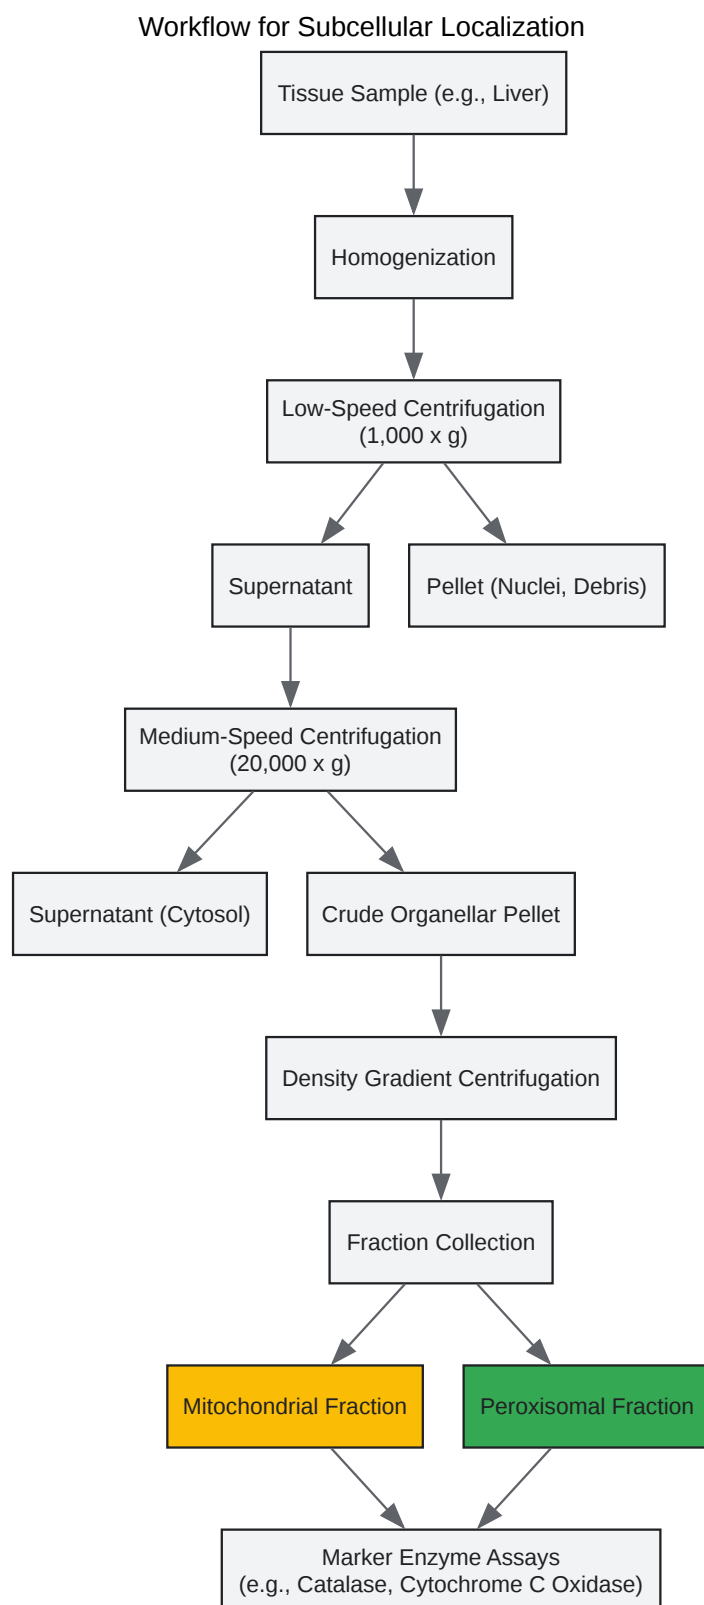 Workflow for Subcellular Localization
Tissue Sample (e.g., Liver)
Homogenization
Low-Speed Centrifugation
(1,000 x g)
Supernatant
Pellet (Nuclei, Debris)
Medium-Speed Centrifugation
(20,000 x g)
Supernatant (Cytosol)
Crude Organellar Pellet
Density Gradient Centrifugation
Fraction Collection
Mitochondrial Fraction
Peroxisomal Fraction
Marker Enzyme Assays
(e.g., Catalase, Cytochrome C Oxidase)